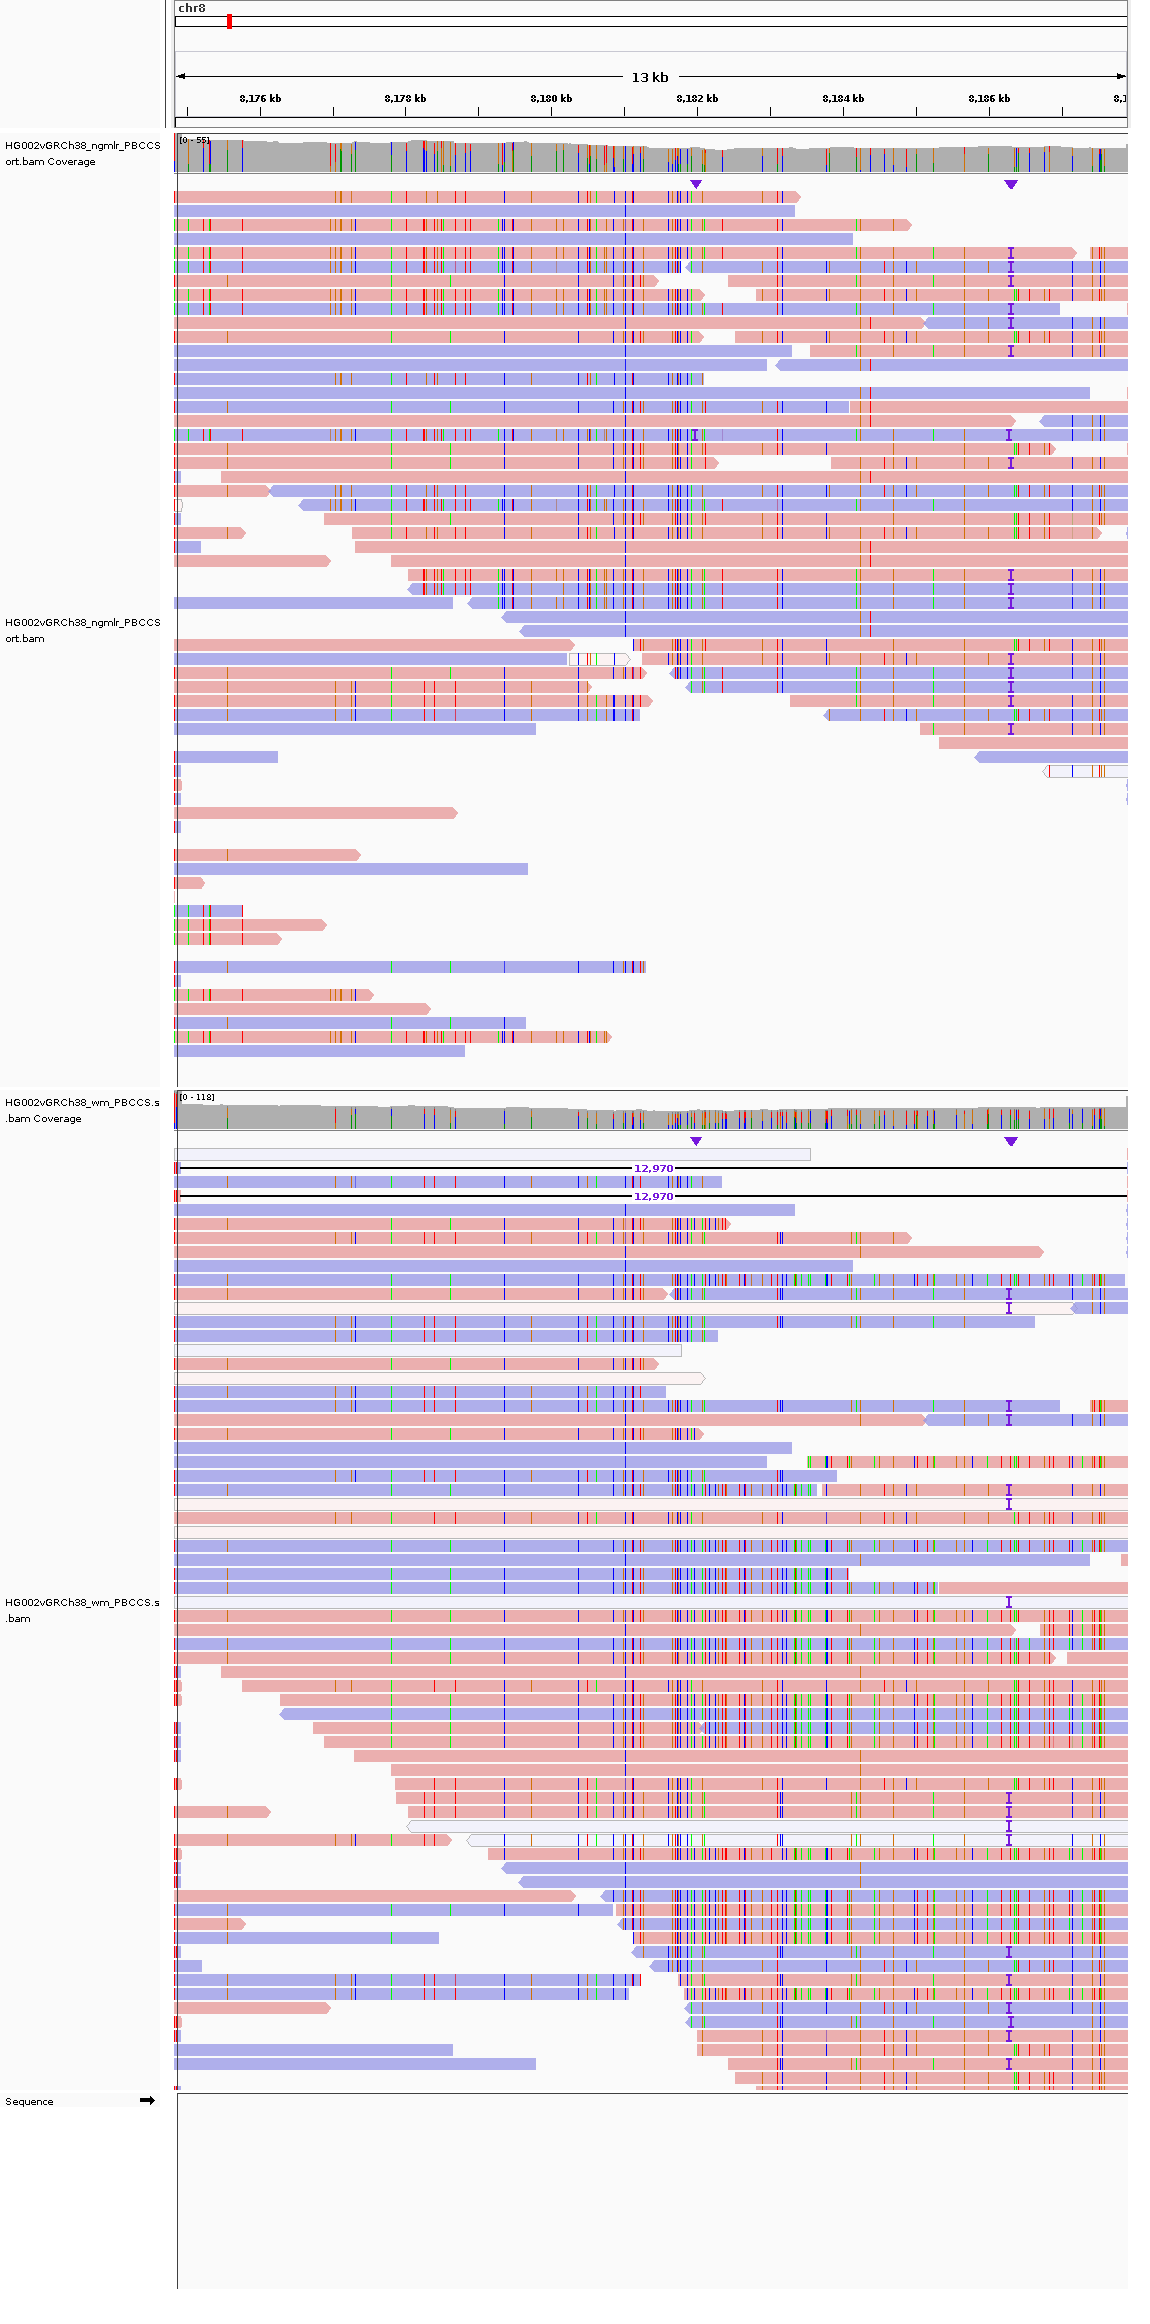 chr8
13 kb
8,176 kb 8,178 kb 8,180 kb 8,182 kb 8,184 kb 8,186 kb 8,1
HG002vGRCh38_ngmlr_PBCCS
ort.bam Coverage
[0 - 55]
HG002vGRCh38_ngmlr_PBCCS
ort.bam
HG002vGRCh38_wm_PBCCS.s
.bam Coverage
[0 - 118]
12,970
12,970
HG002vGRCh38_wm_PBCCS.s
.bam
Sequence